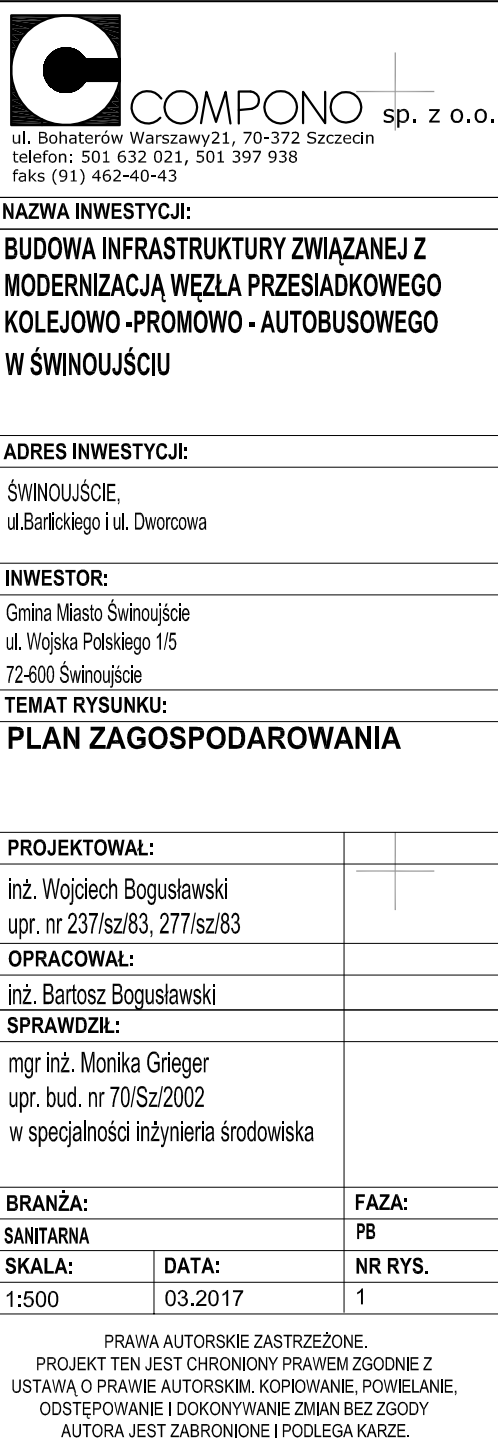 C
COMPONO sp. z o.o.
ul. Bohaterów Warszawy21, 70-372 Szczecin
telefon: 501 632 021, 501 397 938
faks (91) 462-40-43
NAZWA INWESTYCJI:
BUDOWA INFRASTRUKTURY ZWIĄZANEJ Z
MODERNIZACJĄ WĘZŁA PRZESIADKOWEGO
KOLEJOWO -PROMOWO - AUTOBUSOWEGO
W ŚWINOUJŚCIU
ADRES INWESTYCJI:
ŚWINOUJŚCIE,
ul.Barlickiego i ul. Dworcowa
INWESTOR:
Gmina Miasto Świnoujście
ul. Wojska Polskiego 1/5
72-600 Świnoujście
TEMAT RYSUNKU:
PLAN ZAGOSPODAROWANIA
PROJEKTOWAŁ:
inż. Wojciech Bogusławski
upr. nr 237/sz/83, 277/sz/83
OPRACOWAŁ:
inż. Bartosz Bogusławski
SPRAWDZIŁ:
mgr inż. Monika Grieger
upr. bud. nr 70/Sz/2002
w specjalności inżynieria środowiska
BRANŻA: FAZA:
SANITARNA PB
SKALA: DATA: NR RYS.
1:500 03.2017 1
PRAWA AUTORSKIE ZASTRZEŻONE.
PROJEKT TEN JEST CHRONIONY PRAWEM ZGODNIE Z
USTAWĄ O PRAWIE AUTORSKIM. KOPIOWANIE, POWIELANIE,
ODSTĘPOWANIE I DOKONYWANIE ZMIAN BEZ ZGODY
AUTORA JEST ZABRONIONE I PODLEGA KARZE.